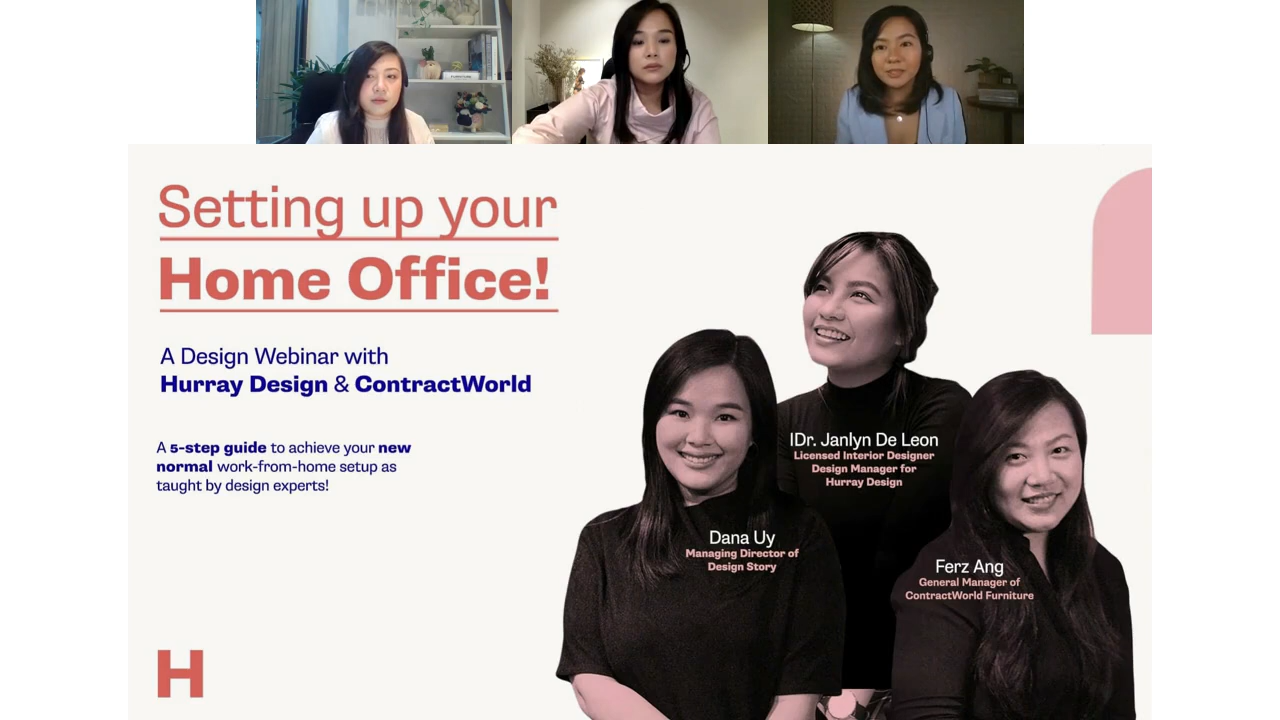 Setting up your
Home Office!
A Design Webinar with
Hurray Design & ContractWorld
A 5-step guide to achieve your new
normal work-from-home setup as
taught by design experts!
IDr. Janlyn De Leon
Licensed Interior Designer
Design Manager for
Hurray Design
Dana Uy
Managing Director of
Design Story
Ferz Ang
General Manager of
ContractWorld Furniture
H